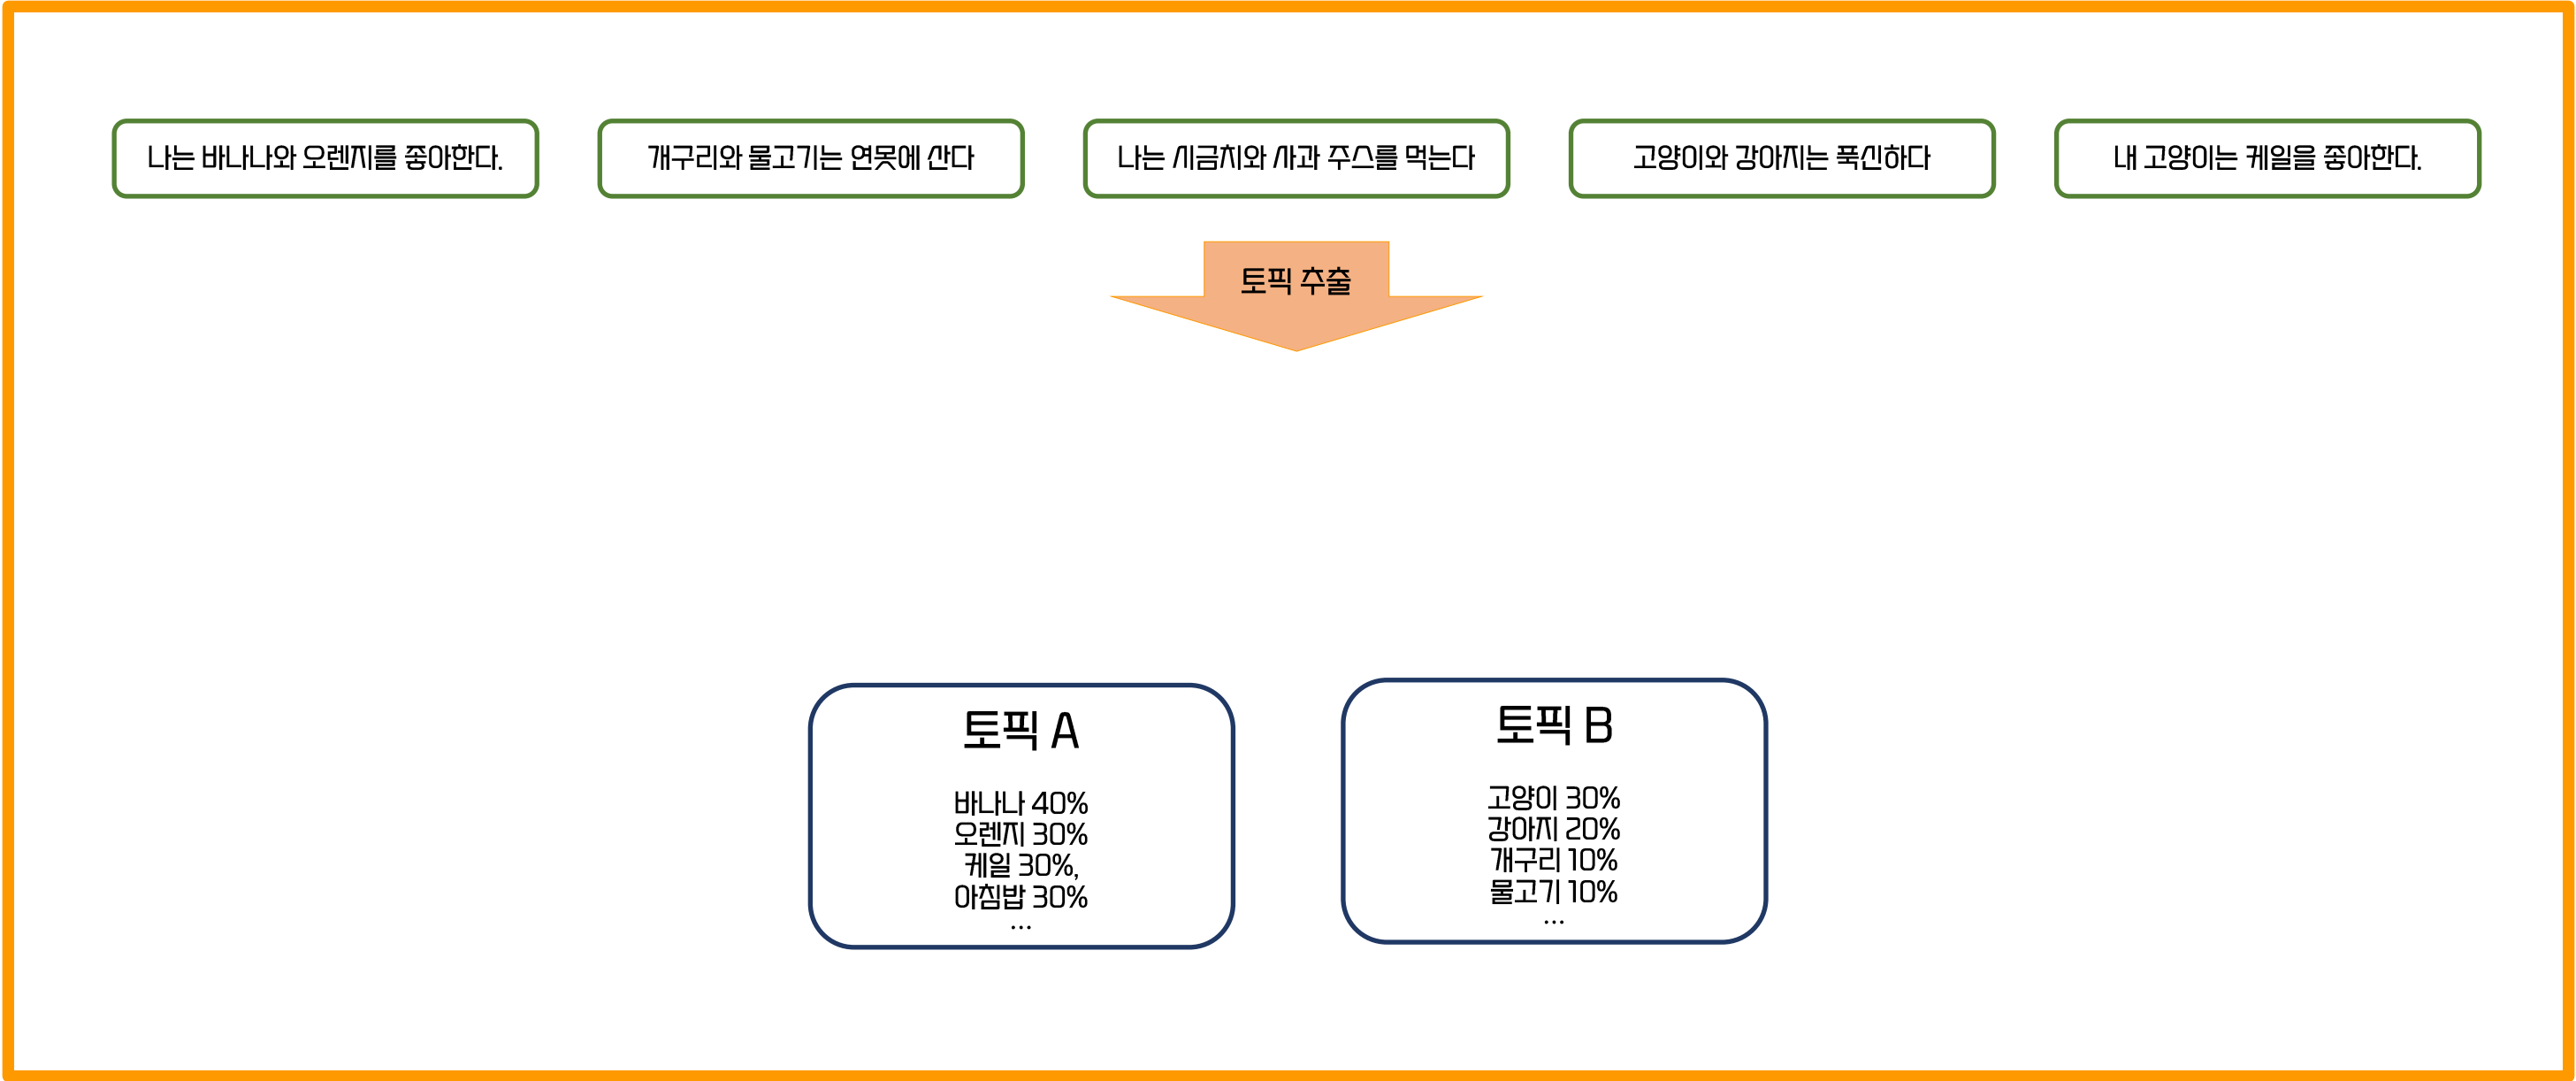 나는 바나나와 오렌지를 좋아한다.
개구리와 물고기는 연못에 산다
나는 시금치와 사과 주스를 먹는다
고양이와 강아지는 푹신하다
내 고양이는 케일을 좋아한다.
토픽 추출
토픽 A
바나나 40%
오렌지 30%
케일 30%,
아침밥 30%
...
토픽 B
고양이 30%
강아지 20%
개구리 10%
물고기 10%
...